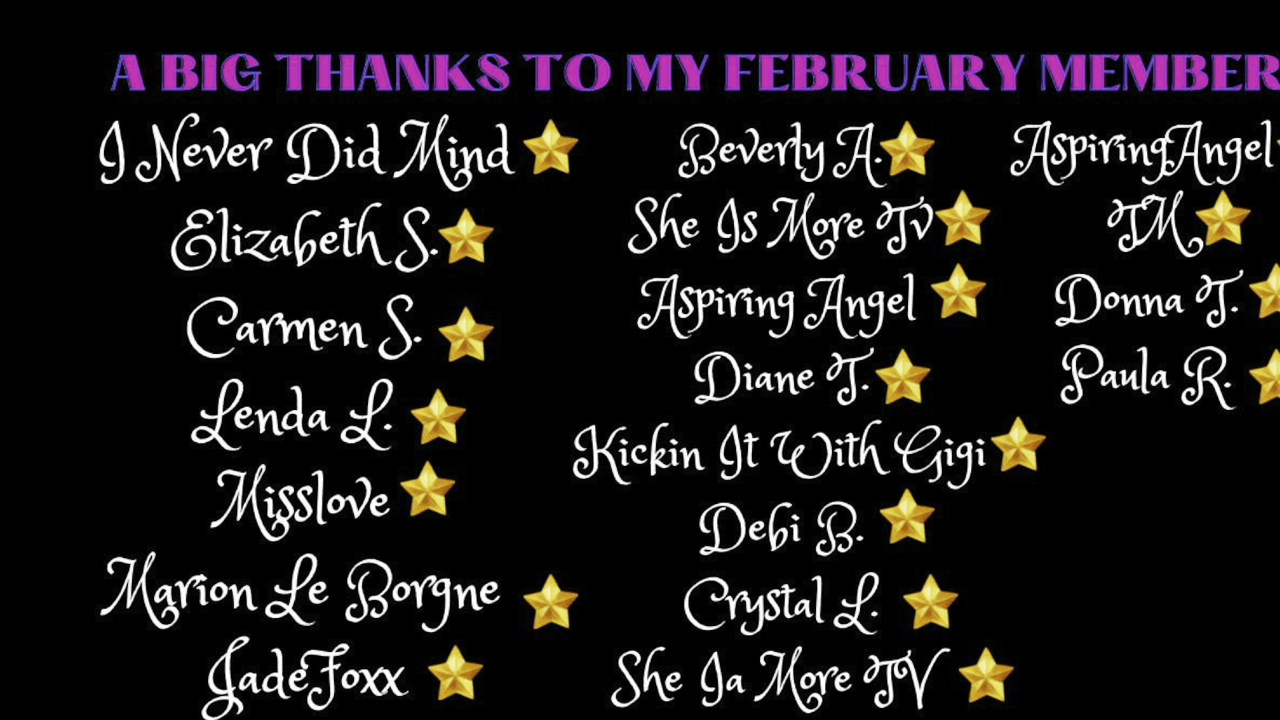 A BIG THANKS TO MY FEBRUARY MEMBER
I Never Did Mind
Elizabeth S.
Carmen S.
Lenda L.
Misslove
Marion Le Borgne
JadeFoxx
Beverly A.
She Is More Tv
Aspiring Angel
Diane T.
Kickin It With Gigi
Debi B.
Crystal L.
She Ia More TV
AspiringAngel
TM
Donna T.
Paula R.